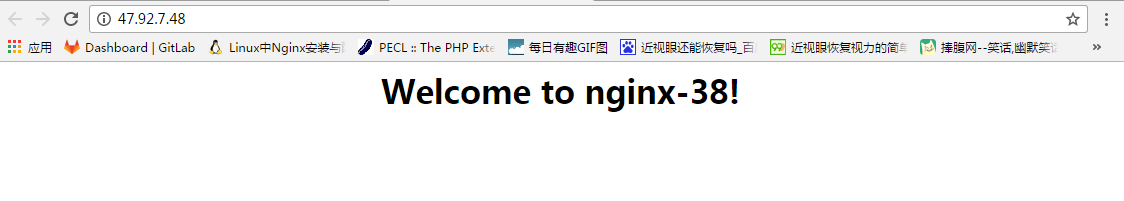 47.92.7.48
应用 Dashboard | GitLab Linux中Nginx安装与 PECL :: The PHP Exte 每日有趣GIF图 近视眼还能恢复吗_百 近视眼恢复视力的简单 捧腹网--笑话,幽默笑话 »
Welcome to nginx-38!